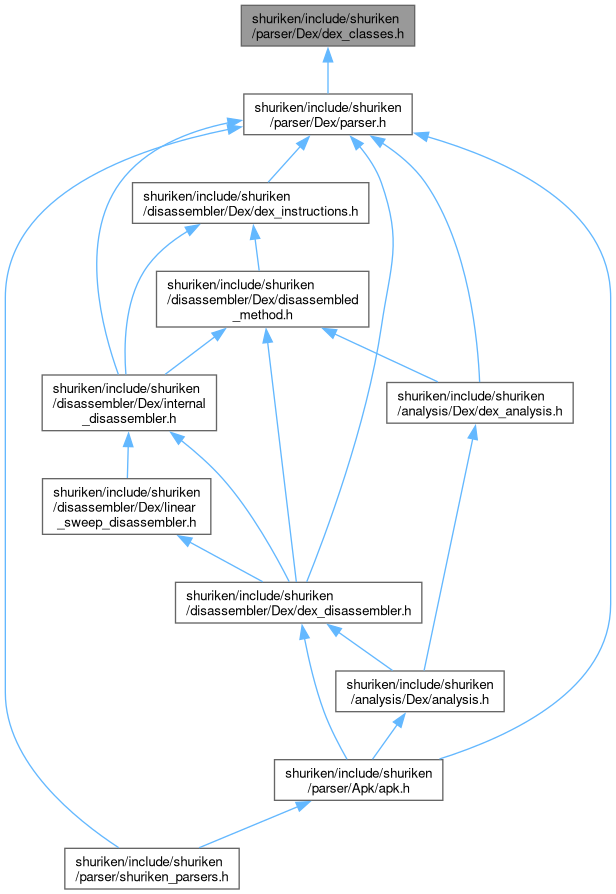 shuriken/include/shuriken
/parser/Dex/dex_classes.h
shuriken/include/shuriken
/parser/Dex/parser.h
shuriken/include/shuriken
/disassembler/Dex/dex_instructions.h
shuriken/include/shuriken
/disassembler/Dex/disassembled
_method.h
shuriken/include/shuriken
/disassembler/Dex/internal
_disassembler.h
shuriken/include/shuriken
/analysis/Dex/dex_analysis.h
shuriken/include/shuriken
/disassembler/Dex/linear
_sweep_disassembler.h
shuriken/include/shuriken
/disassembler/Dex/dex_disassembler.h
shuriken/include/shuriken
/analysis/Dex/analysis.h
shuriken/include/shuriken
/parser/Apk/apk.h
shuriken/include/shuriken
/parser/shuriken_parsers.h